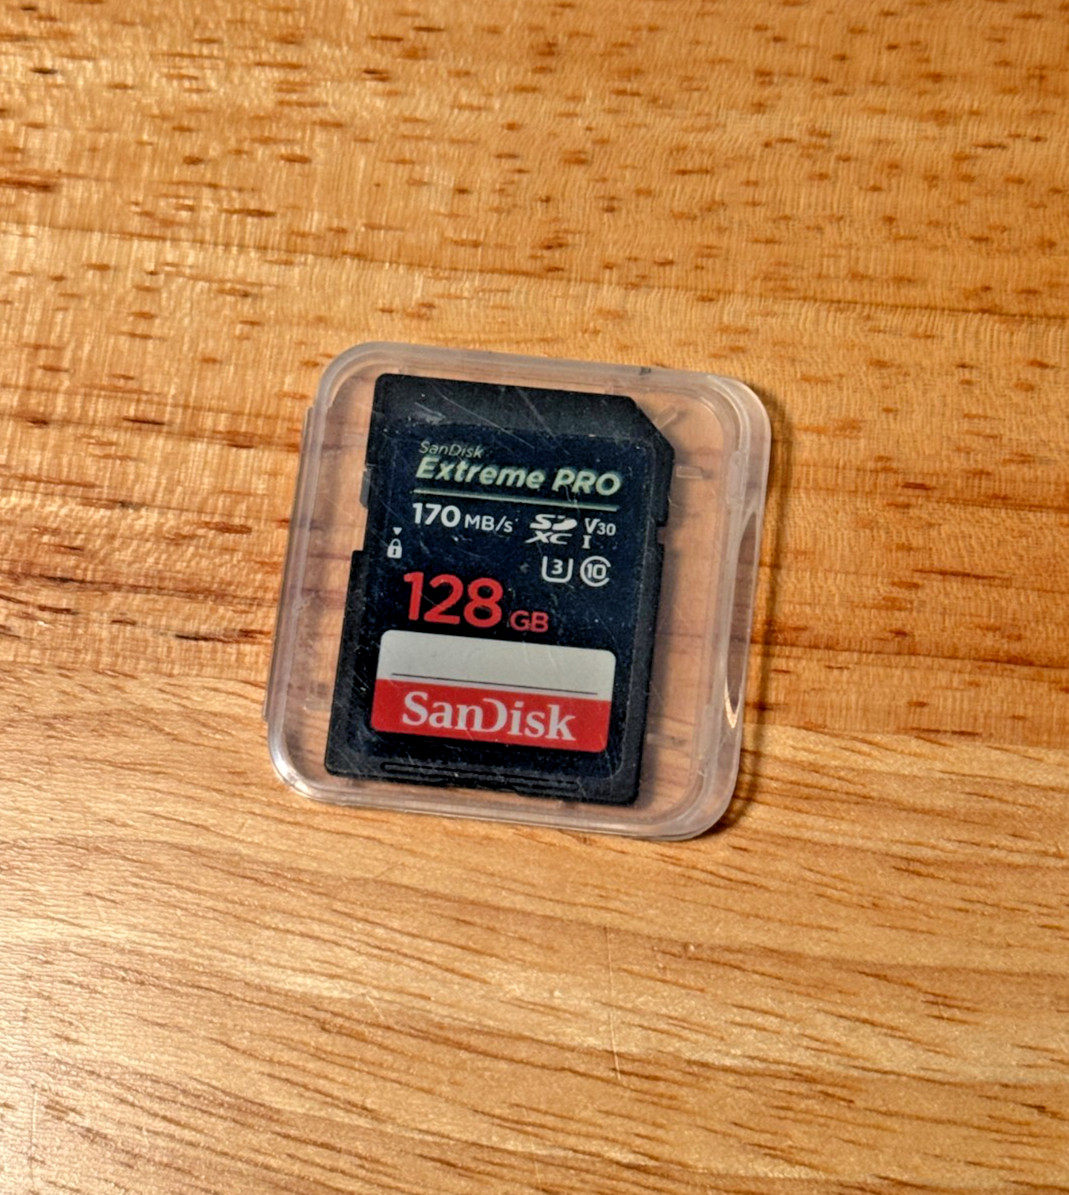 SanDisk
Extreme PRO
170 MB/s SD XC V30 I
3 10
128 GB
SanDisk